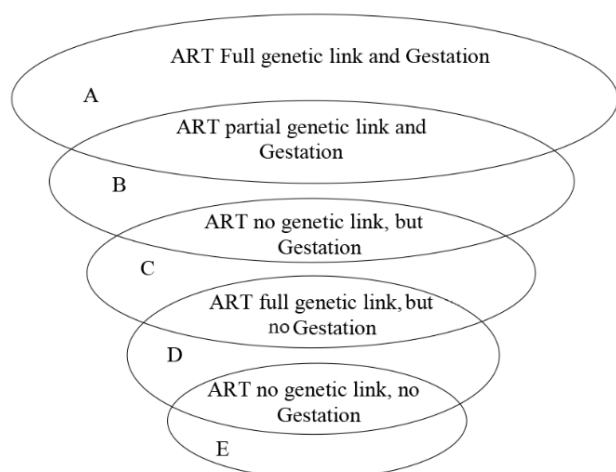 ART Full genetic link and Gestation
A
ART partial genetic link and
Gestation
B
ART no genetic link, but
Gestation
C
ART full genetic link, but
no Gestation
D
ART no genetic link, no
Gestation
E